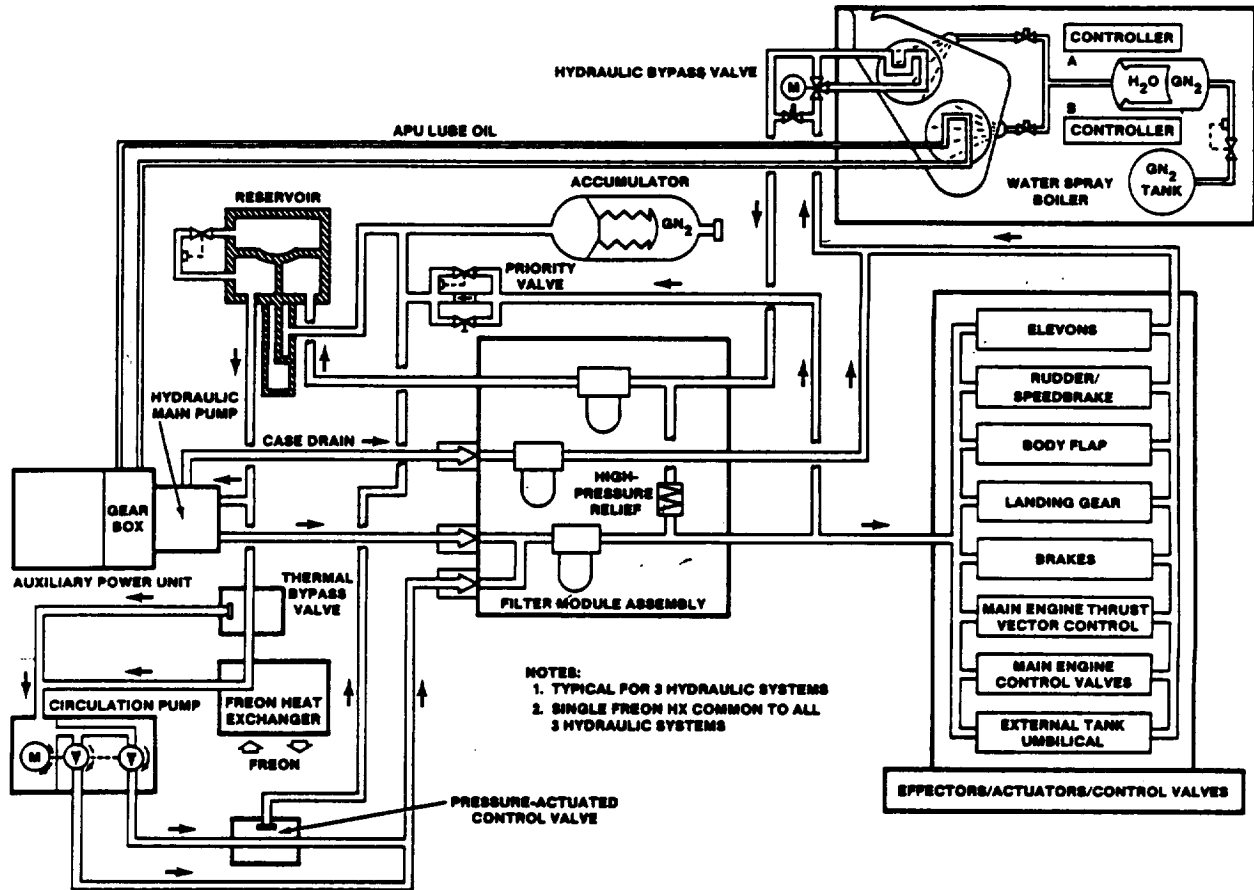 HYDRAULIC BYPASS VALVE
M
CONTROLLER
A
H2O
GN2
B
CONTROLLER
GN2
TANK
WATER SPRAY
BOILER
APU LUBE OIL
RESERVOIR
ACCUMULATOR
GN2
PRIORITY
VALVE
HYDRAULIC
MAIN PUMP
CASE DRAIN
HIGH-
PRESSURE
RELIEF
GEAR
BOX
AUXILIARY POWER UNIT
THERMAL
BYPASS
VALVE
FILTER MODULE ASSEMBLY
ELEVONS
RUDDER/
SPEEDBRAKE
BODY FLAP
LANDING GEAR
BRAKES
MAIN ENGINE THRUST
VECTOR CONTROL
MAIN ENGINE
CONTROL VALVES
EXTERNAL TANK
UMBILICAL
EFFECTORS/ACTUATORS/CONTROL VALVES
FREON HEAT
EXCHANGER
FREON
CIRCULATION PUMP
M
NOTES:
1. TYPICAL FOR 3 HYDRAULIC SYSTEMS
2. SINGLE FREON HX COMMON TO ALL
3 HYDRAULIC SYSTEMS
PRESSURE-ACTUATED
CONTROL VALVE